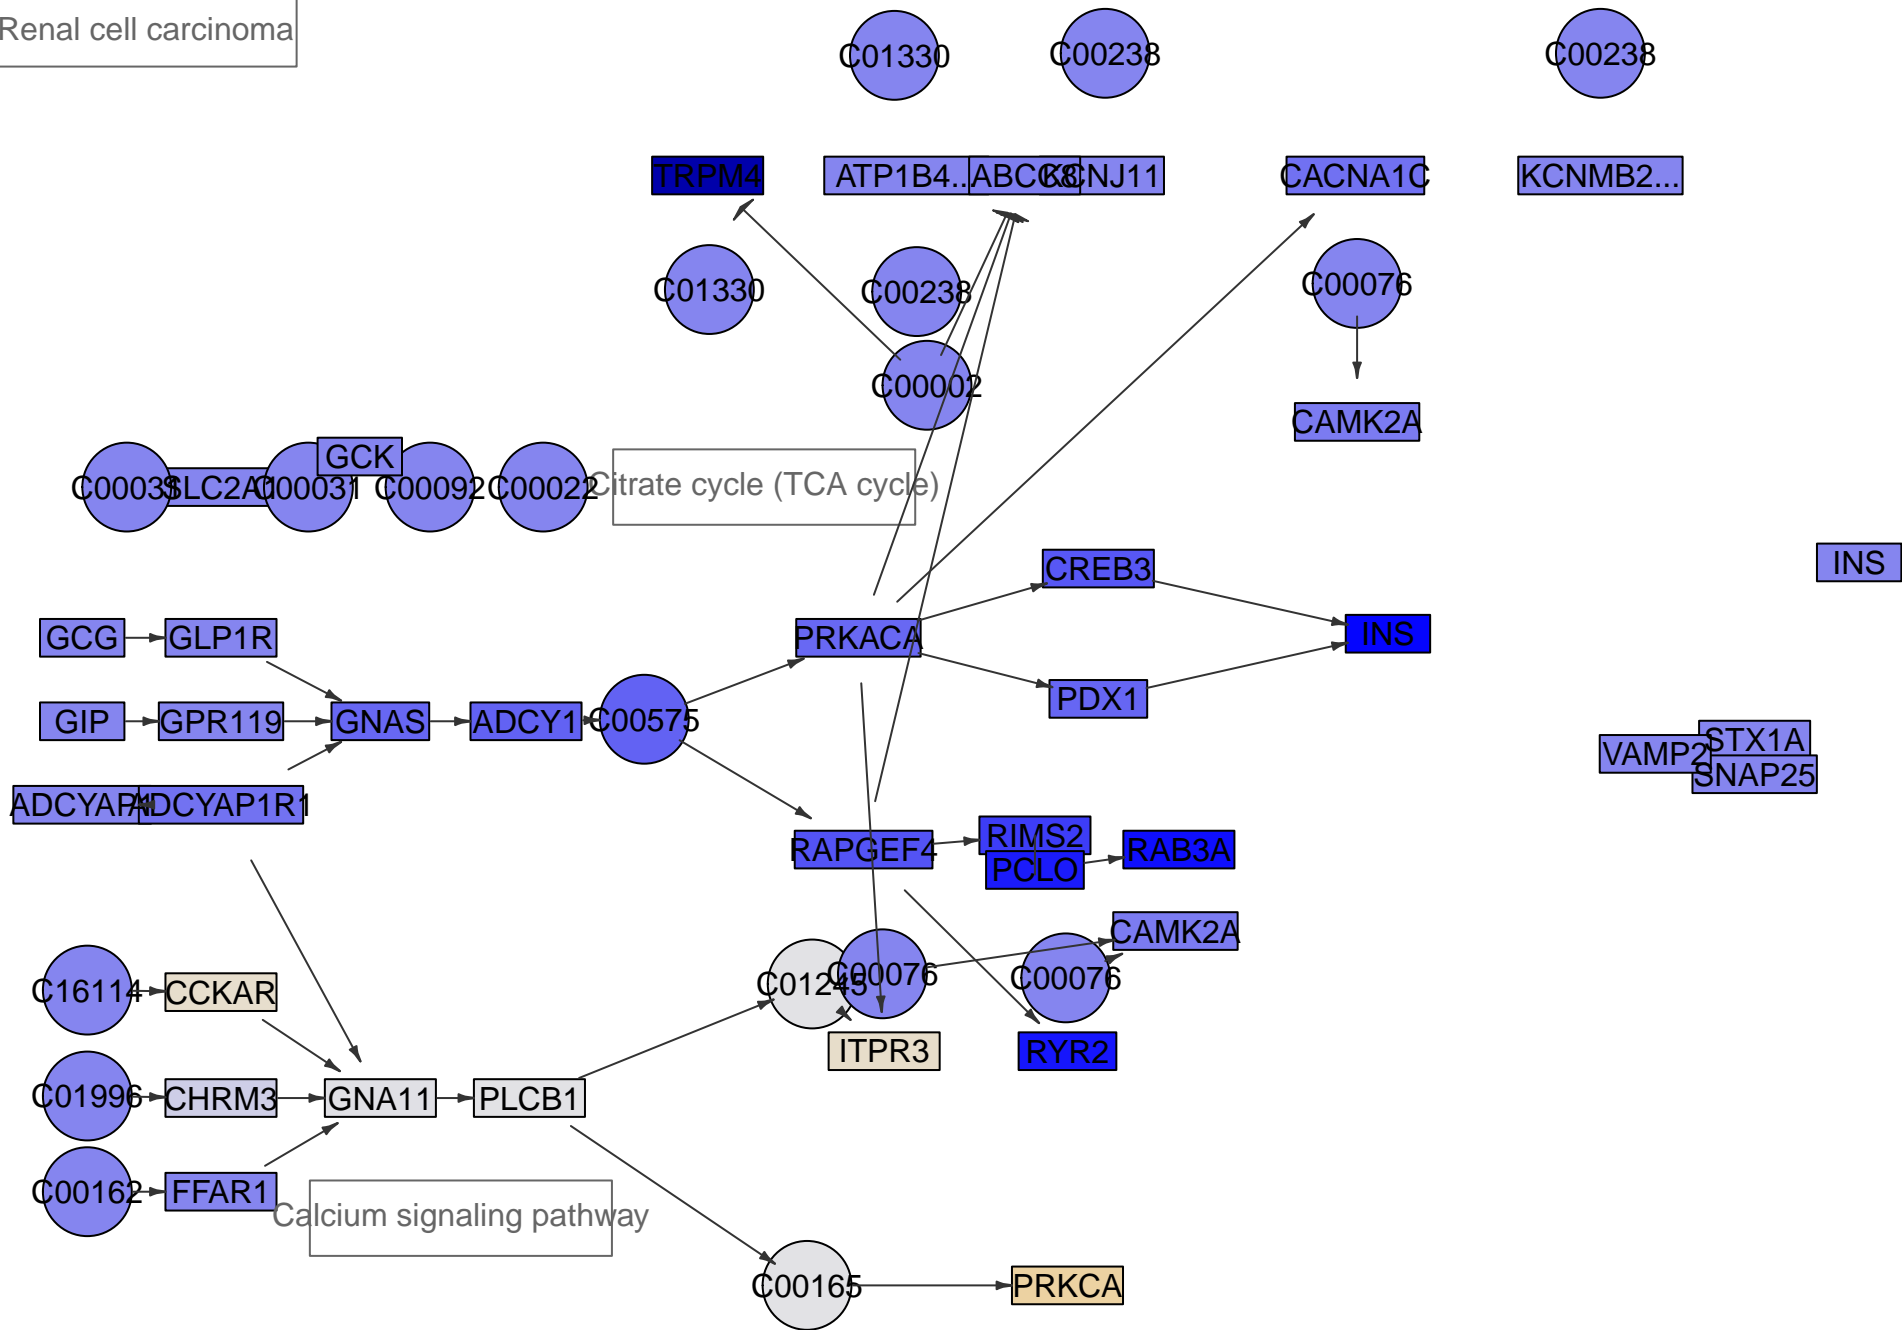 Renal cell carcinoma
C01330
C00238
C00238
TRPM4
ATP1B4...
ABCC8
KCNJ11
CACNA1C
KCNMB2...
C01330
C00238
C00076
C00002
CAMK2A
C00031
SLC2A1
C00031
GCK
C00092
C00022
Citrate cycle (TCA cycle)
CREB3
INS
GCG
GLP1R
PRKACA
INS
PDX1
GIP
GPR119
GNAS
ADCY1
C00575
VAMP2
STX1A
SNAP25
ADCYAP1
ADCYAP1R1
RAPGEF4
RIMS2
PCLO
RAB3A
CAMK2A
C16114
CCKAR
C01245
C00076
C00076
ITPR3
RYR2
C01996
CHRM3
GNA11
PLCB1
C00162
FFAR1
Calcium signaling pathway
C00165
PRKCA